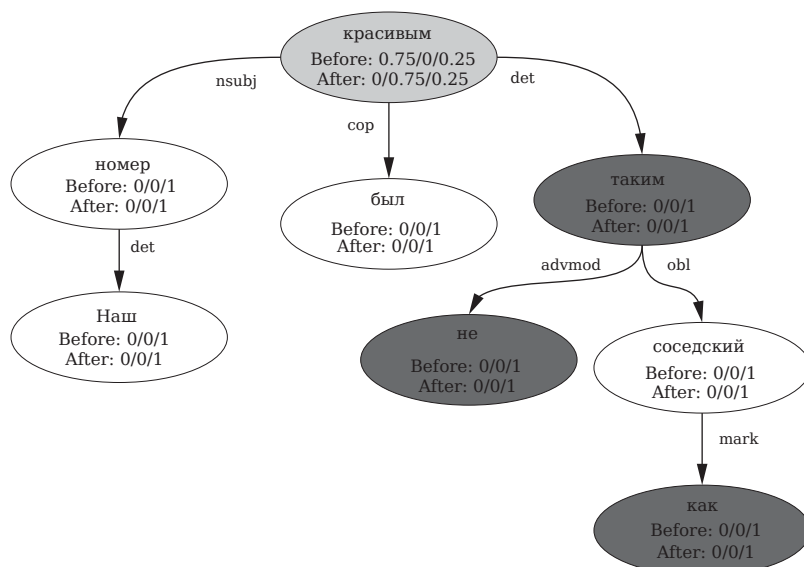 красивым
Before: 0.75/0/0.25
After: 0/0.75/0.25
nsubj
cop
det
номер
Before: 0/0/1
After: 0/0/1
был
Before: 0/0/1
After: 0/0/1
таким
Before: 0/0/1
After: 0/0/1
det
advmod
obl
Наш
Before: 0/0/1
After: 0/0/1
не
Before: 0/0/1
After: 0/0/1
соседский
Before: 0/0/1
After: 0/0/1
mark
как
Before: 0/0/1
After: 0/0/1